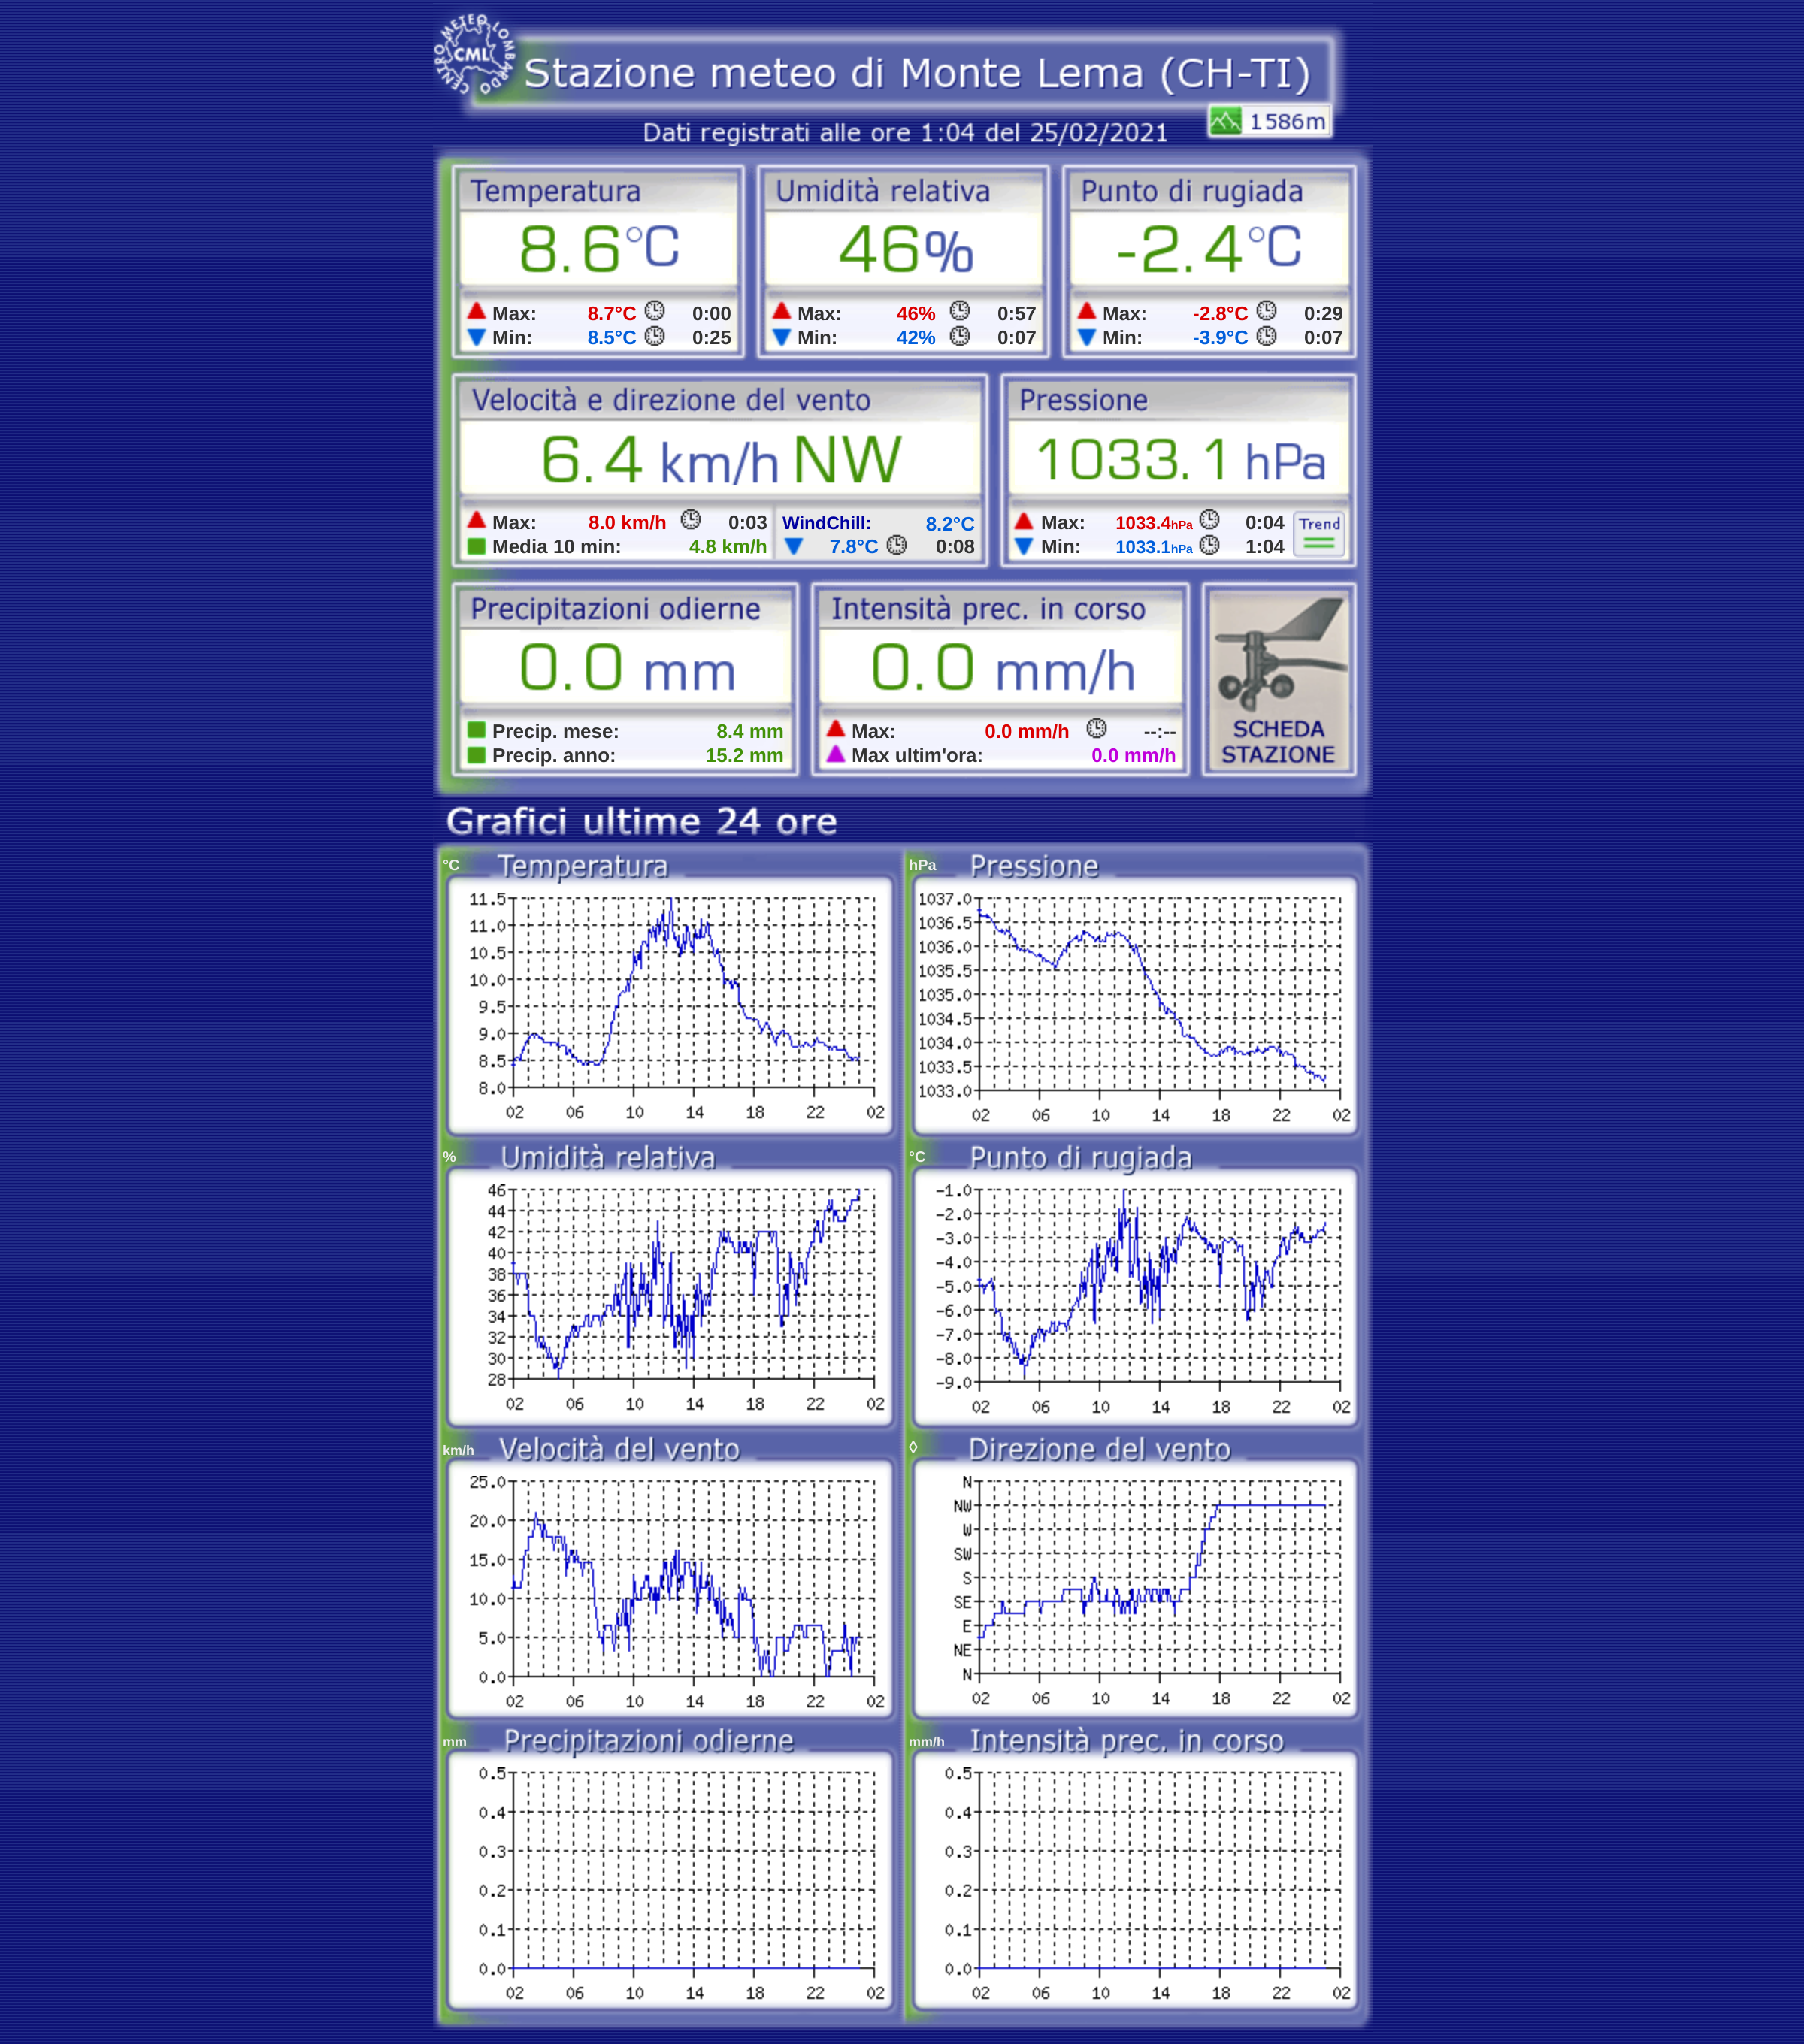 CENTRO METEO LOMBARDO
CML
Stazione meteo di Monte Lema (CH-TI)
1586m
Dati registrati alle ore 1:04 del 25/02/2021
Temperatura
8.6°C
Max: 8.7°C 0:00
Min: 8.5°C 0:25
Umidità relativa
46%
Max: 46% 0:57
Min: 42% 0:07
Punto di rugiada
-2.4°C
Max: -2.8°C 0:29
Min: -3.9°C 0:07
Velocità e direzione del vento
6.4 km/h NW
Max: 8.0 km/h 0:03
Media 10 min: 4.8 km/h
WindChill: 8.2°C
7.8°C 0:08
Pressione
1033.1 hPa
Max: 1033.4hPa 0:04
Min: 1033.1hPa 1:04
Trend
Precipitazioni odierne
0.0 mm
Precip. mese: 8.4 mm
Precip. anno: 15.2 mm
Intensità prec. in corso
0.0 mm/h
Max: 0.0 mm/h --:--
Max ultim'ora: 0.0 mm/h
SCHEDA
STAZIONE
Grafici ultime 24 ore
°C Temperatura
11.5
11.0
10.5
10.0
9.5
9.0
8.5
8.0
02 06 10 14 18 22 02
hPa Pressione
1037.0
1036.5
1036.0
1035.5
1035.0
1034.5
1034.0
1033.5
1033.0
02 06 10 14 18 22 02
% Umidità relativa
46
44
42
40
38
36
34
32
30
28
02 06 10 14 18 22 02
°C Punto di rugiada
-1.0
-2.0
-3.0
-4.0
-5.0
-6.0
-7.0
-8.0
-9.0
02 06 10 14 18 22 02
km/h Velocità del vento
25.0
20.0
15.0
10.0
5.0
0.0
02 06 10 14 18 22 02
◊ Direzione del vento
N
NW
W
SW
S
SE
E
NE
N
02 06 10 14 18 22 02
mm Precipitazioni odierne
0.5
0.4
0.3
0.2
0.1
0.0
02 06 10 14 18 22 02
mm/h Intensità prec. in corso
0.5
0.4
0.3
0.2
0.1
0.0
02 06 10 14 18 22 02